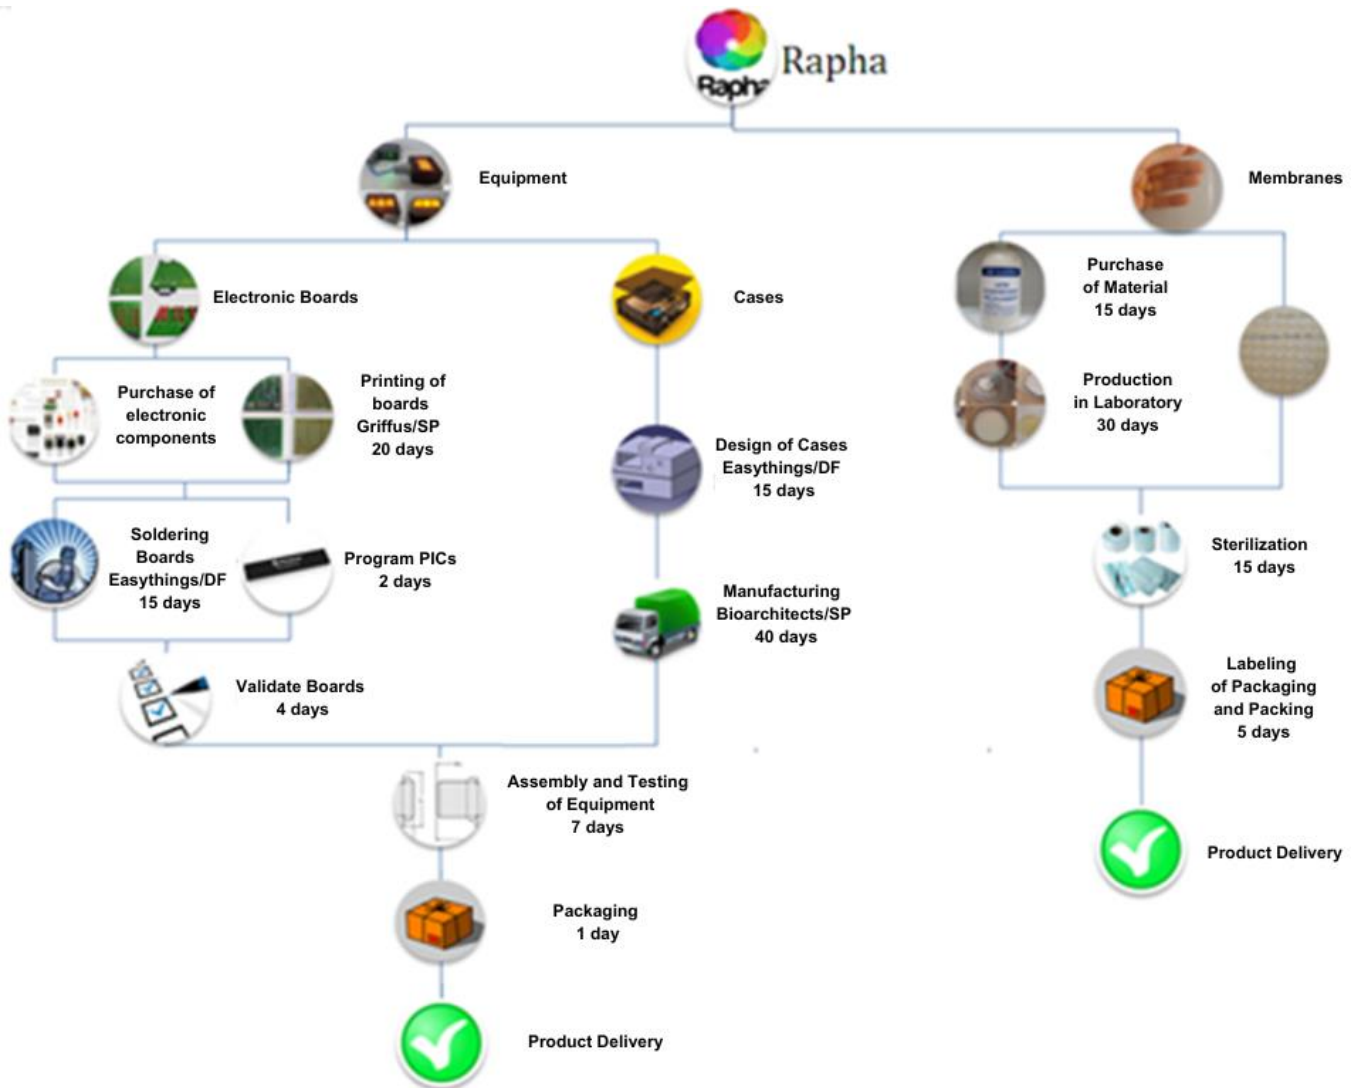 Rapha
Rapha
Equipment
Membranes
Electronic Boards
Cases
Purchase
of Material
15 days
Purchase of
electronic
components
Printing of
boards
Griffus/SP
20 days
Production
in Laboratory
30 days
Design of Cases
Easythings/DF
15 days
Soldering
Boards
Easythings/DF
15 days
Program PICs
2 days
Sterilization
15 days
Manufacturing
Bioarchitects/SP
40 days
Validate Boards
4 days
Labeling
of Packaging
and Packing
5 days
Assembly and Testing
of Equipment
7 days
Product Delivery
Packaging
1 day
Product Delivery